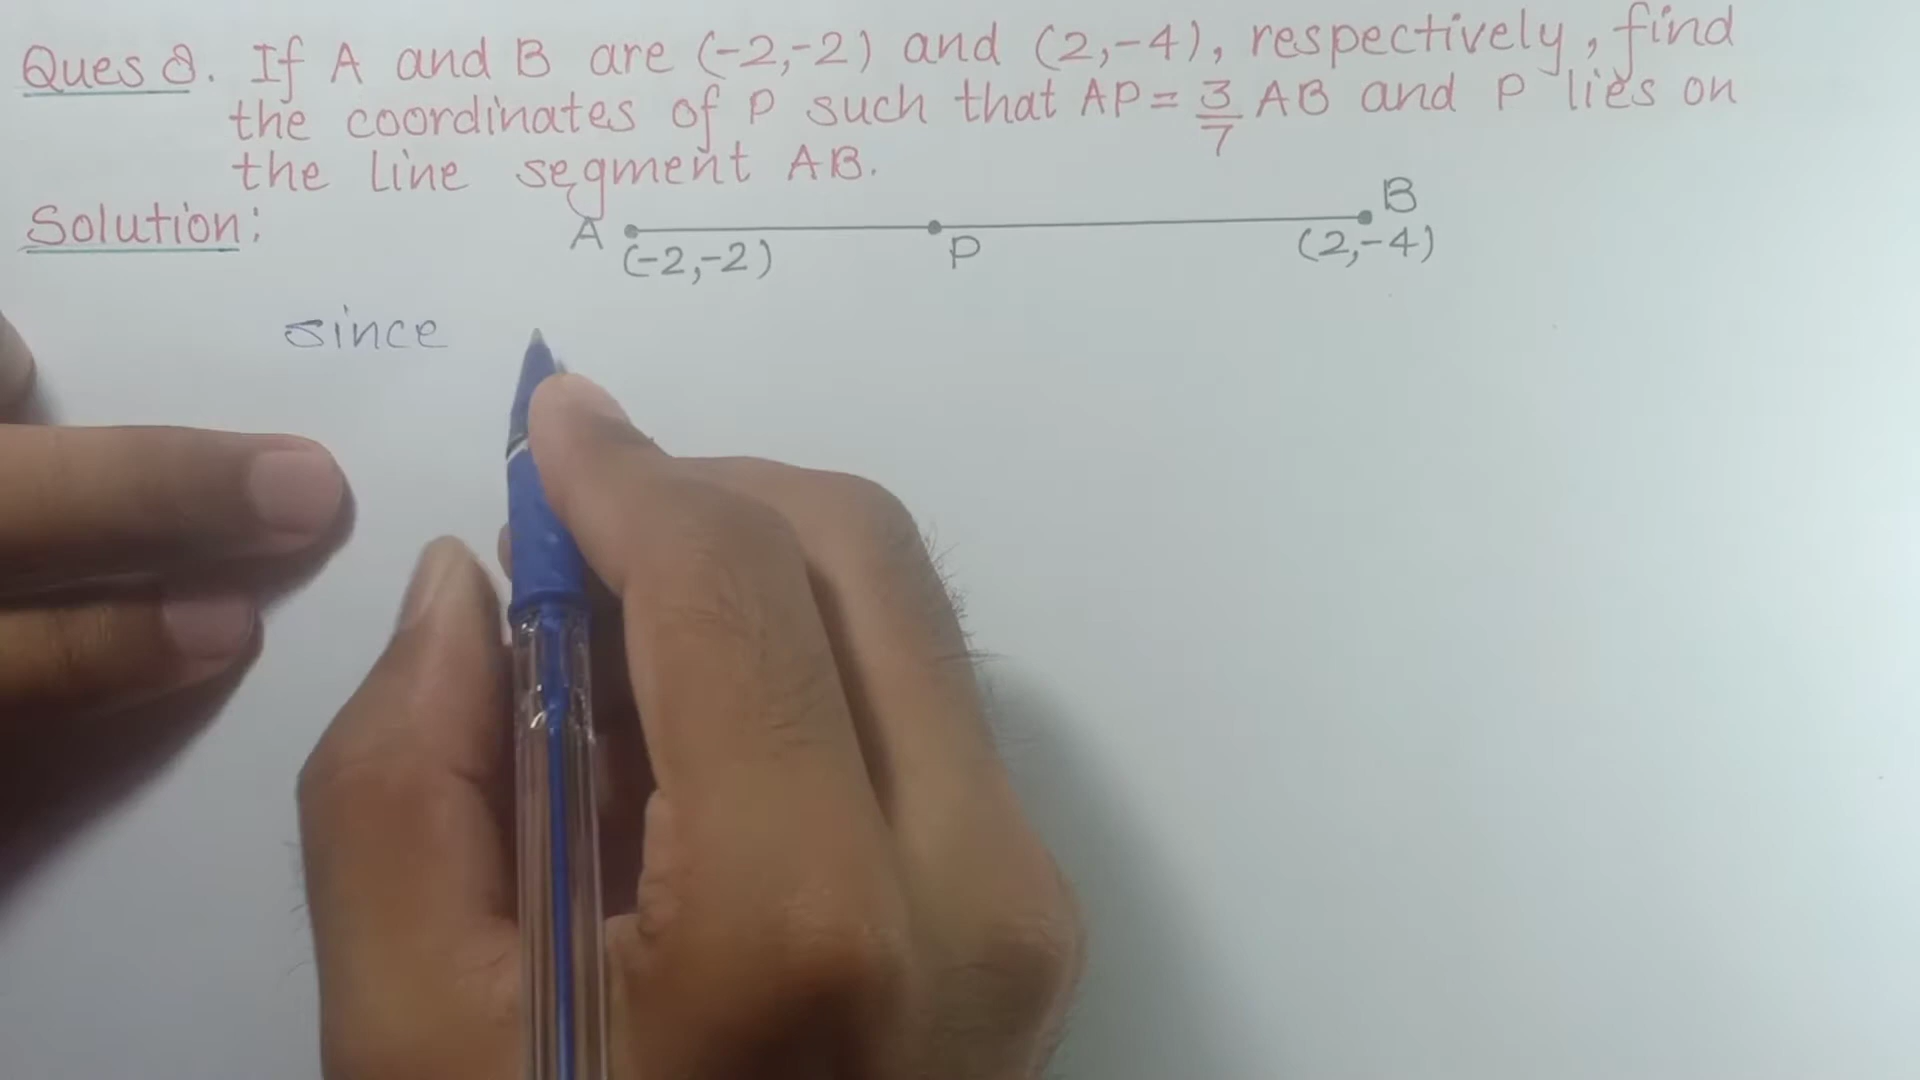 Ques 8. If A and B are (-2,-2) and (2,-4), respectively, find
the coordinates of P such that AP = 3/7 AB and P lies on
the line segment AB.
Solution:
A
B
(-2,-2)
P
(2,-4)
since